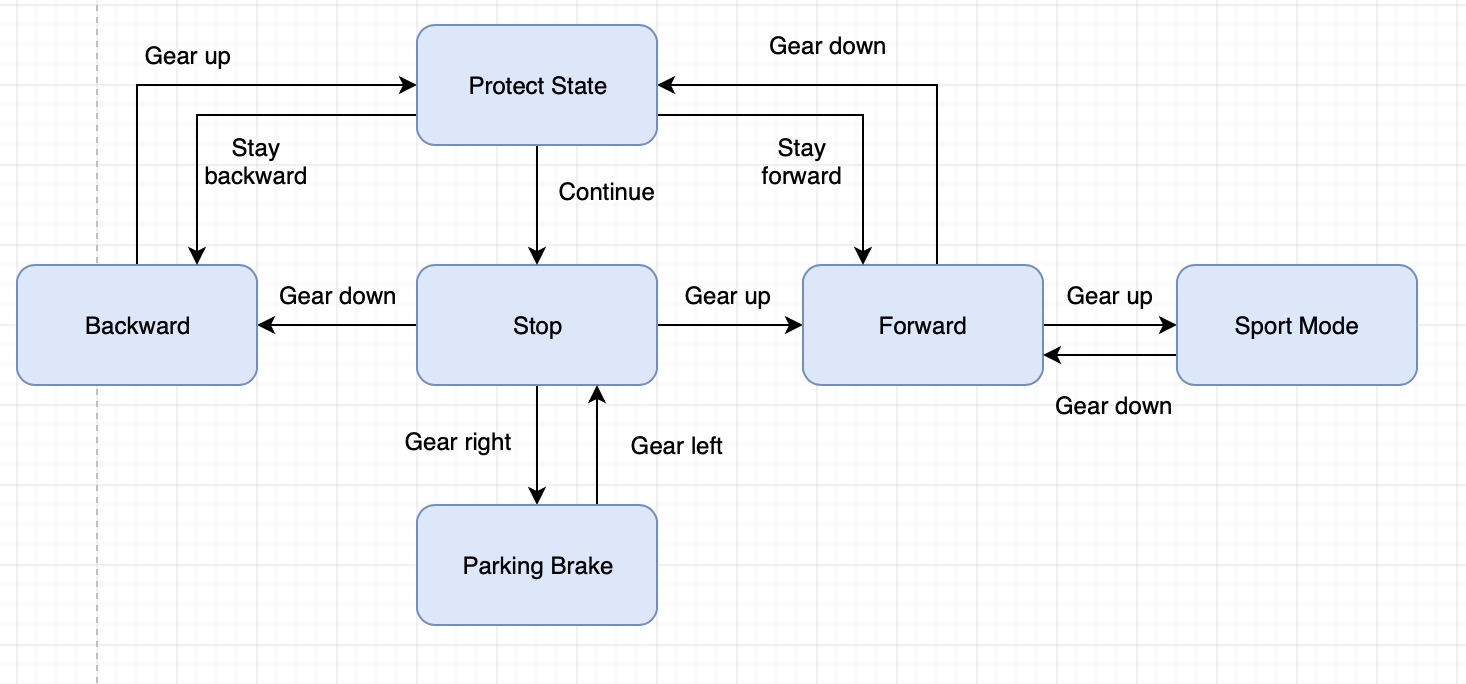 Gear up
Gear down
Protect State
Stay
backward
Stay
forward
Continue
Backward
Gear down
Stop
Gear up
Forward
Gear up
Sport Mode
Gear down
Gear right
Gear left
Parking Brake